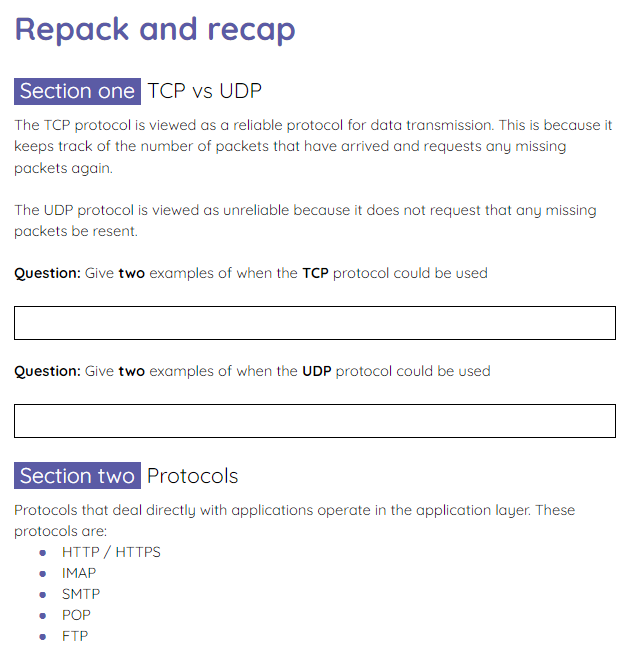 Repack and recap
Section one TCP vs UDP
The TCP protocol is viewed as a reliable protocol for data transmission. This is because it
keeps track of the number of packets that have arrived and requests any missing
packets again.
The UDP protocol is viewed as unreliable because it does not request that any missing
packets be resent.
Question: Give two examples of when the TCP protocol could be used
Question: Give two examples of when the UDP protocol could be used
Section two Protocols
Protocols that deal directly with applications operate in the application layer. These
protocols are:
● HTTP / HTTPS
● IMAP
● SMTP
● POP
● FTP